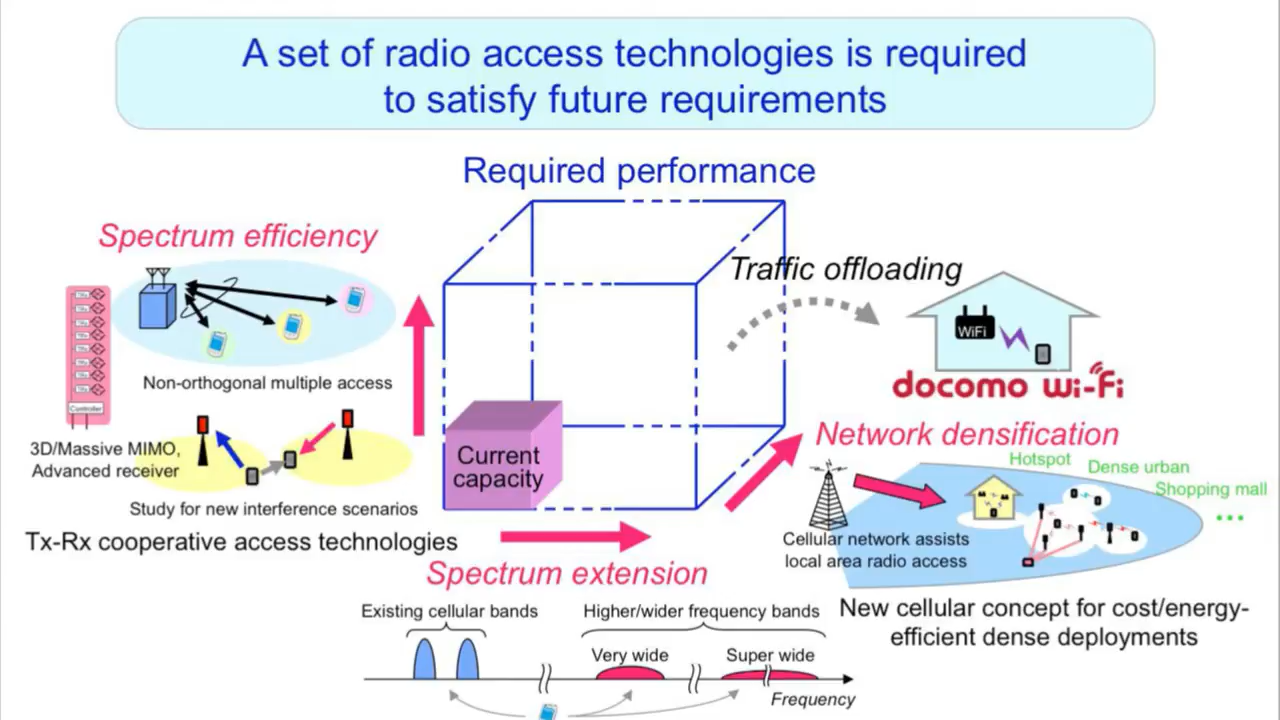 A set of radio access technologies is required
to satisfy future requirements
Required performance
Spectrum efficiency
Non-orthogonal multiple access
Controller
3D/Massive MIMO,
Advanced receiver
Study for new interference scenarios
Tx-Rx cooperative access technologies
Current
capacity
Traffic offloading
WiFi
docomo Wi-Fi
Network densification
Hotspot
Dense urban
Shopping mall
...
Cellular network assists
local area radio access
New cellular concept for cost/energy-
efficient dense deployments
Spectrum extension
Existing cellular bands
Higher/wider frequency bands
Very wide
Super wide
Frequency